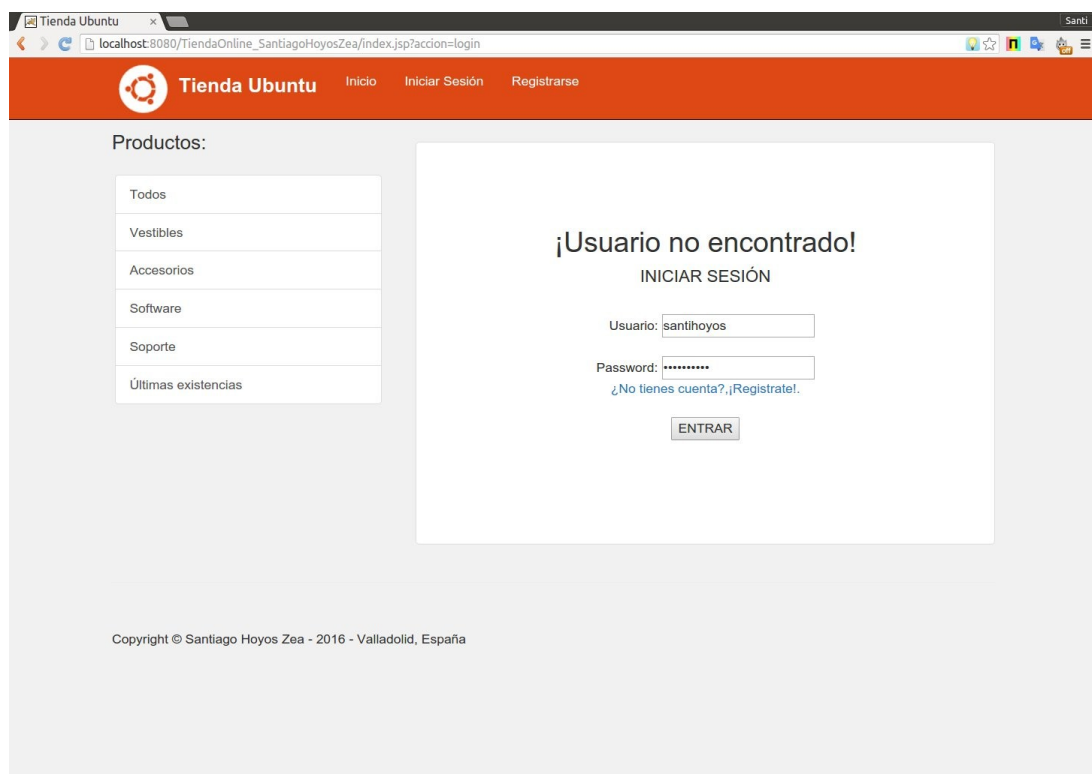 Tienda Ubuntu
Santi
localhost:8080/TiendaOnline_SantiagoHoyosZea/index.jsp?accion=login
Tienda Ubuntu Inicio Iniciar Sesión Registrarse
Productos:
Todos
Vestibles
Accesorios
Software
Soporte
Últimas existencias
¡Usuario no encontrado!
INICIAR SESIÓN
Usuario: santihoyos
Password: ••••••••••
¿No tienes cuenta?,¡Registrate!.
ENTRAR
Copyright © Santiago Hoyos Zea - 2016 - Valladolid, España